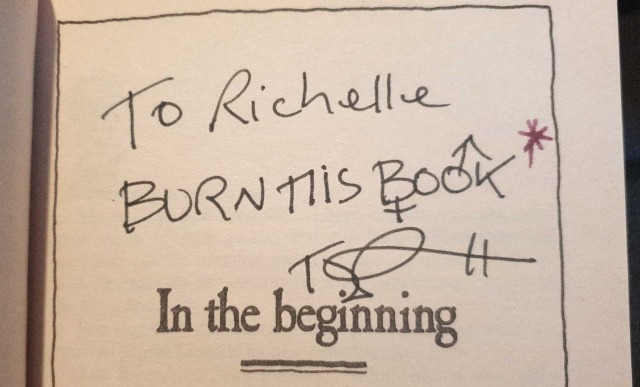 To Richelle
BURN THIS BOOK *
In the beginning